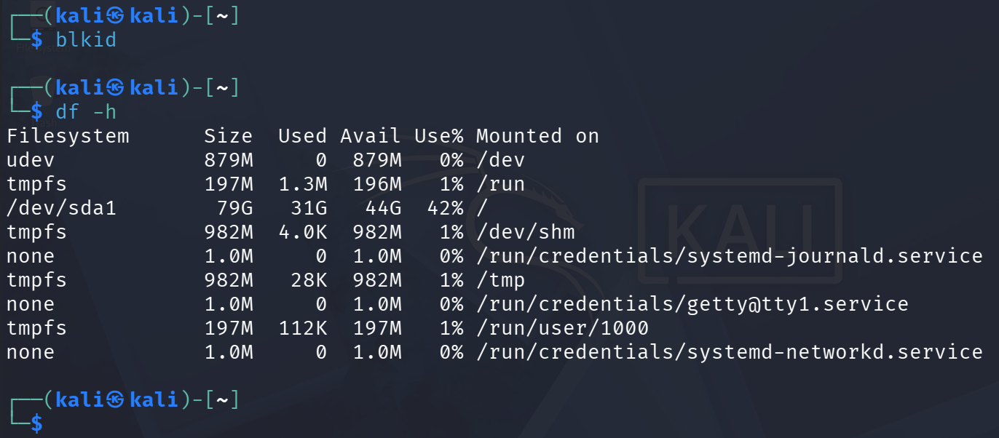 ┌──(kali㉿kali)-[~]
└─$ blkid

┌──(kali㉿kali)-[~]
└─$ df -h
Filesystem      Size  Used Avail Use% Mounted on
udev            879M     0  879M   0% /dev
tmpfs           197M  1.3M  196M   1% /run
/dev/sda1        79G   31G   44G  42% /
tmpfs           982M  4.0K  982M   1% /dev/shm
none            1.0M     0  1.0M   0% /run/credentials/systemd-journald.service
tmpfs           982M   28K  982M   1% /tmp
none            1.0M     0  1.0M   0% /run/credentials/getty@tty1.service
tmpfs           197M  112K  197M   1% /run/user/1000
none            1.0M     0  1.0M   0% /run/credentials/systemd-networkd.service

┌──(kali㉿kali)-[~]
└─$
KALI